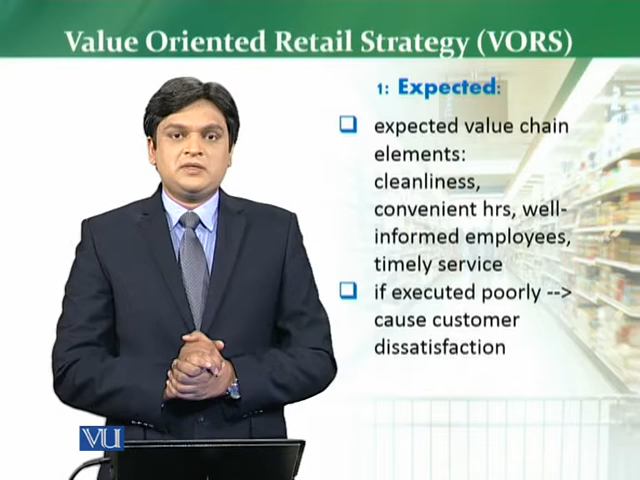 Value Oriented Retail Strategy (VORS)
1: Expected:
expected value chain
elements:
cleanliness,
convenient hrs, well-
informed employees,
timely service
if executed poorly -->
cause customer
dissatisfaction
VU